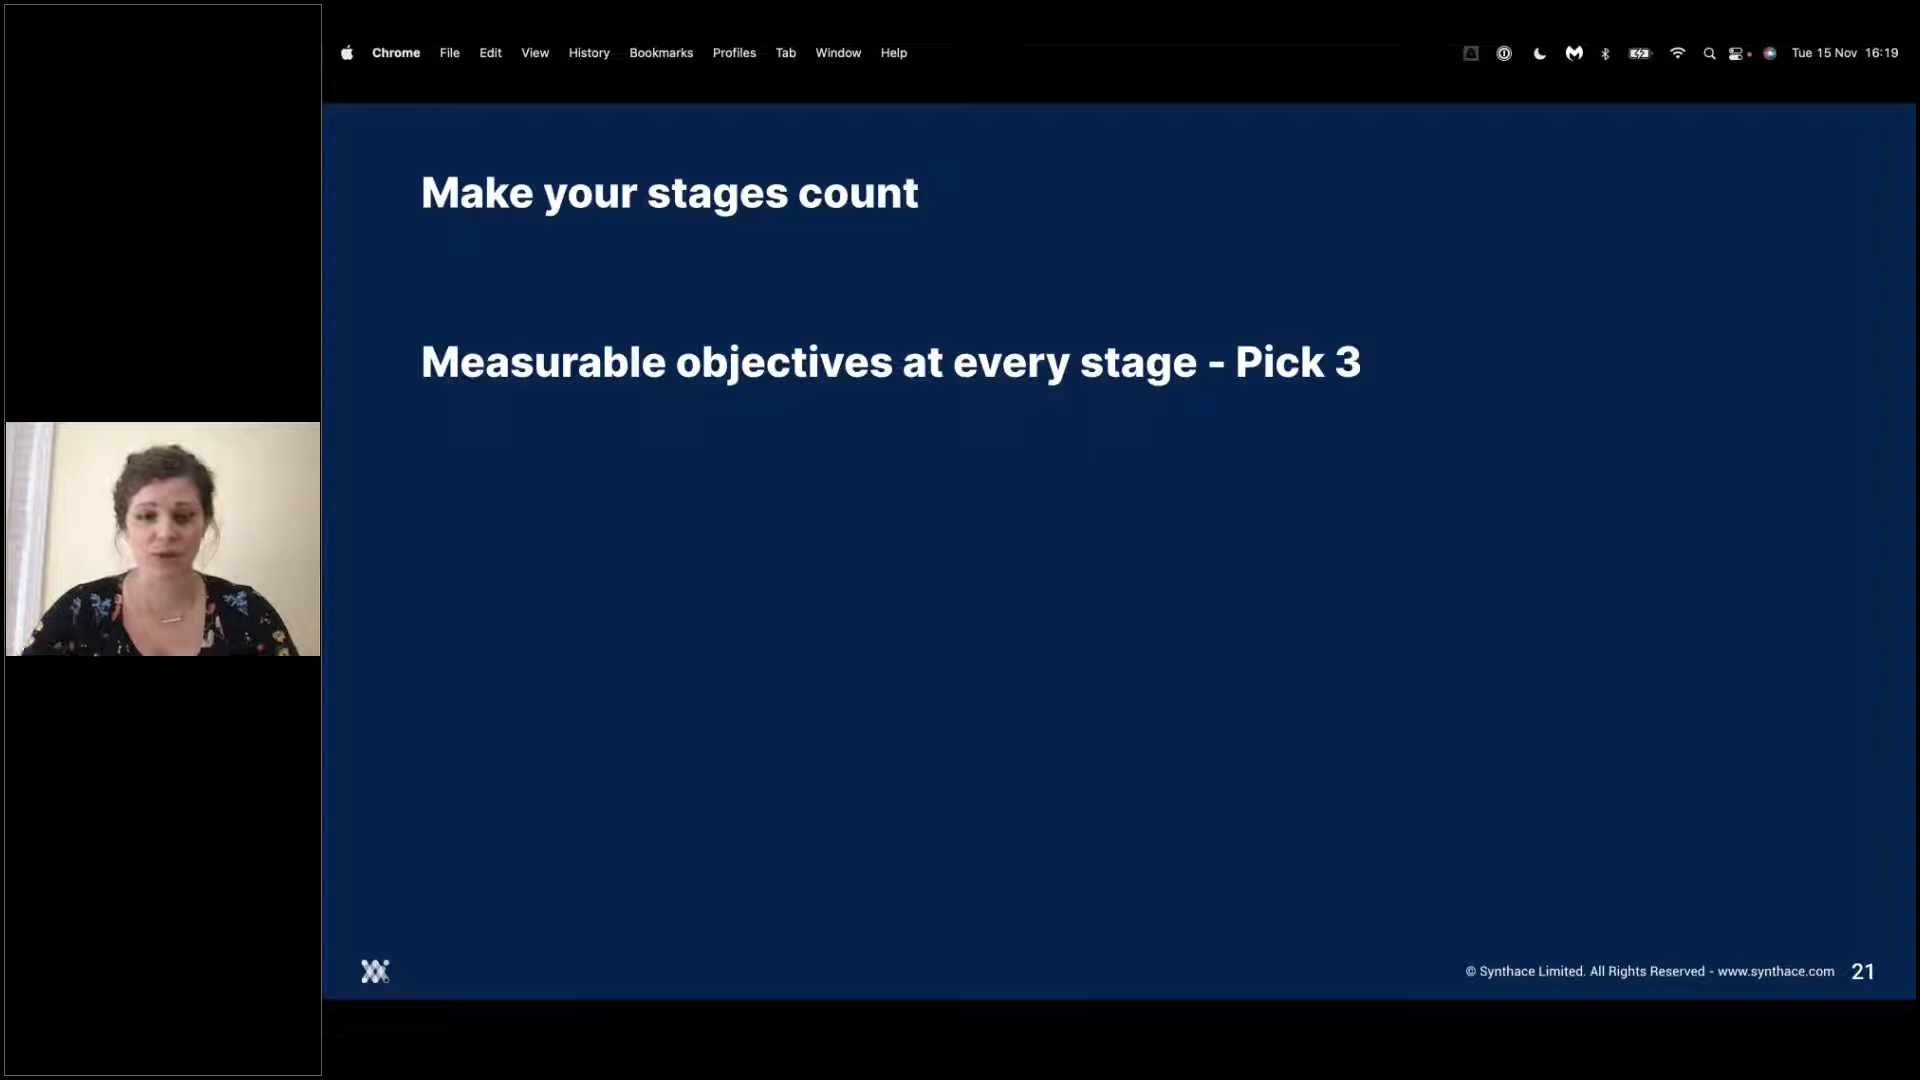 Chrome File Edit View History Bookmarks Profiles Tab Window Help Tue 15 Nov 16:19
Make your stages count
Measurable objectives at every stage - Pick 3
© Synthace Limited. All Rights Reserved - www.synthace.com 21